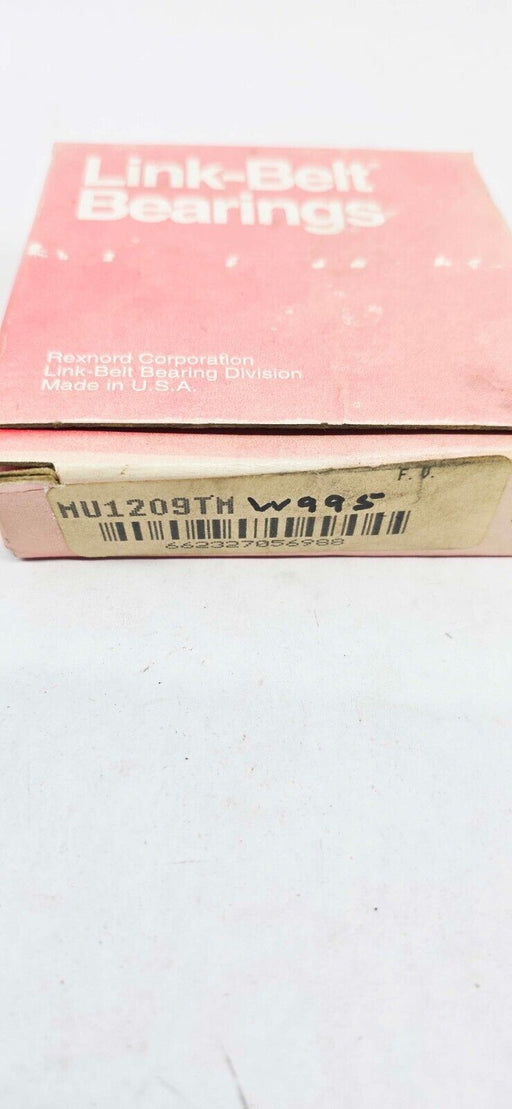 Link-Belt
Bearings
Rexnord Corporation
Link-Belt Bearing Division
Made in U.S.A.
F. D.
MU1209TM W995
662327056988